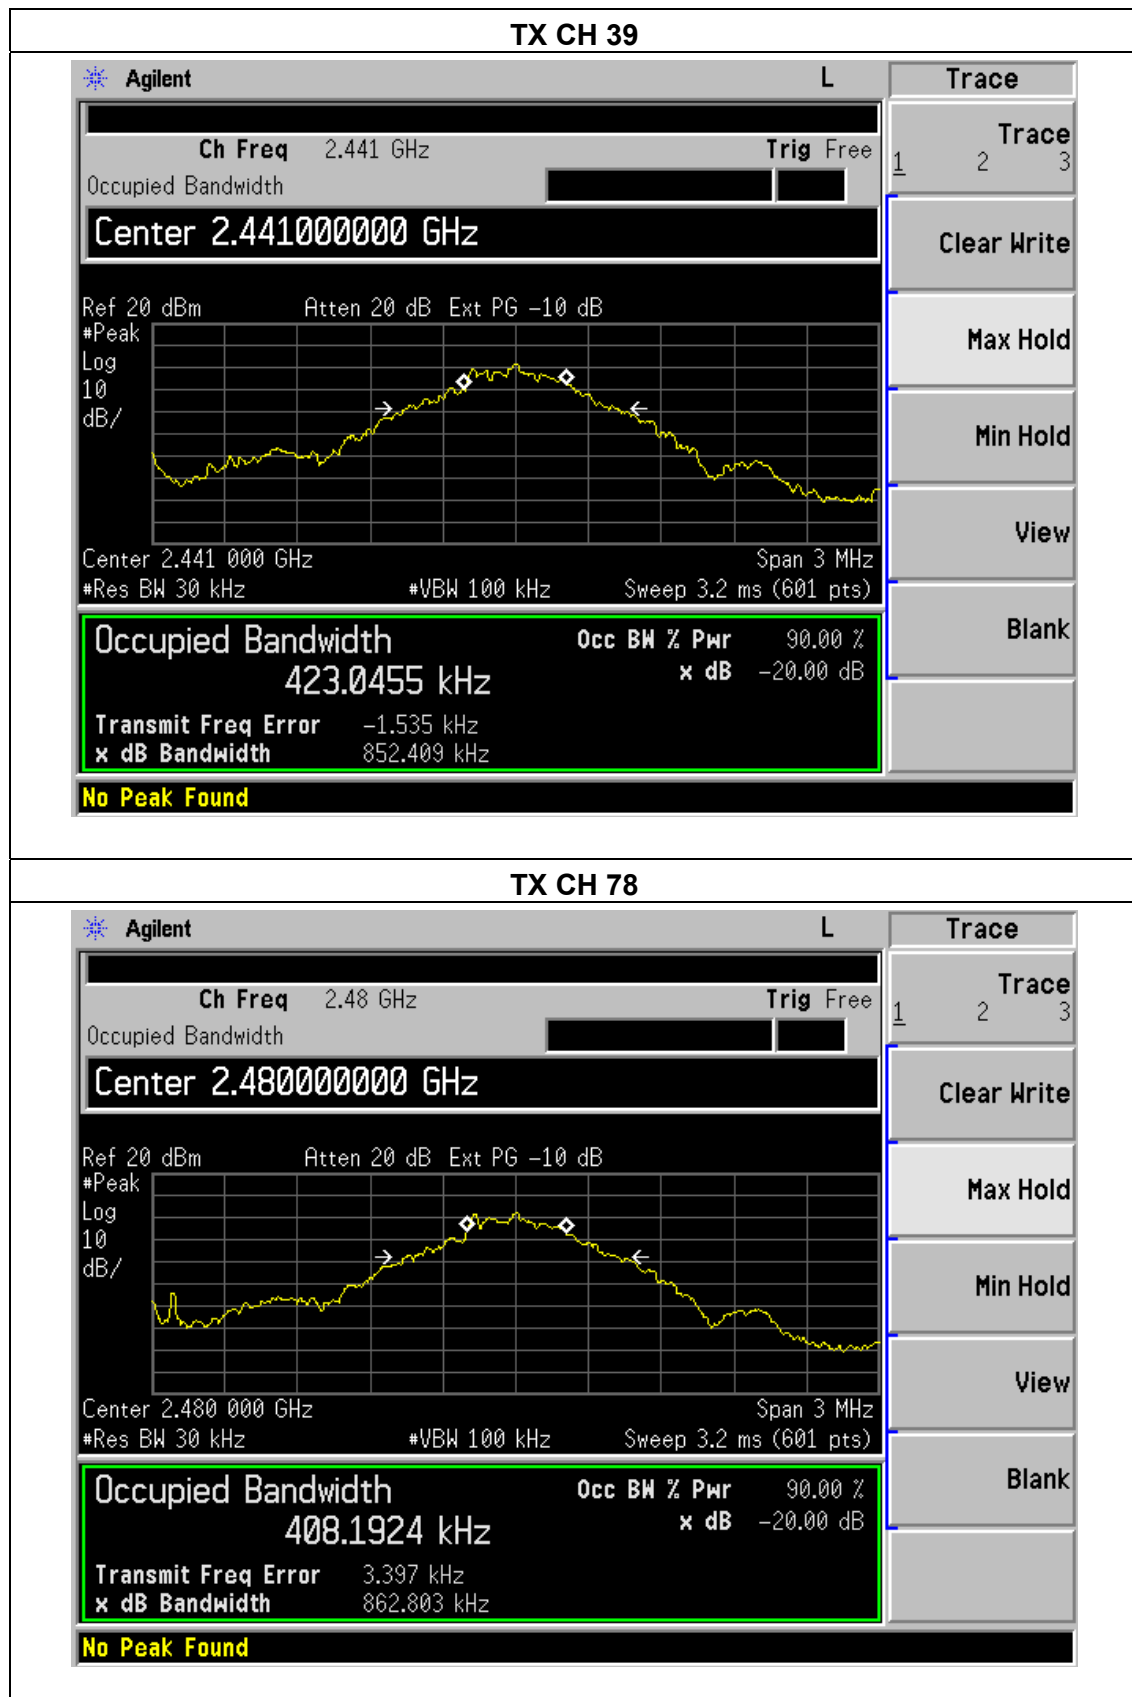 TX CH 39
Agilent L Trace
Ch Freq 2.441 GHz Trig Free
Occupied Bandwidth
Center 2.441000000 GHz
Ref 20 dBm Atten 20 dB Ext PG -10 dB
#Peak
Log
10
dB/
Center 2.441 000 GHz Span 3 MHz
#Res BW 30 kHz #VBW 100 kHz Sweep 3.2 ms (601 pts)
Occupied Bandwidth Occ BW % Pwr 90.00 %
423.0455 kHz x dB -20.00 dB
Transmit Freq Error -1.535 kHz
x dB Bandwidth 852.409 kHz
No Peak Found
Trace
1 2 3
Clear Write
Max Hold
Min Hold
View
Blank
TX CH 78
Agilent L Trace
Ch Freq 2.48 GHz Trig Free
Occupied Bandwidth
Center 2.480000000 GHz
Ref 20 dBm Atten 20 dB Ext PG -10 dB
#Peak
Log
10
dB/
Center 2.480 000 GHz Span 3 MHz
#Res BW 30 kHz #VBW 100 kHz Sweep 3.2 ms (601 pts)
Occupied Bandwidth Occ BW % Pwr 90.00 %
408.1924 kHz x dB -20.00 dB
Transmit Freq Error 3.397 kHz
x dB Bandwidth 862.803 kHz
No Peak Found
Trace
1 2 3
Clear Write
Max Hold
Min Hold
View
Blank